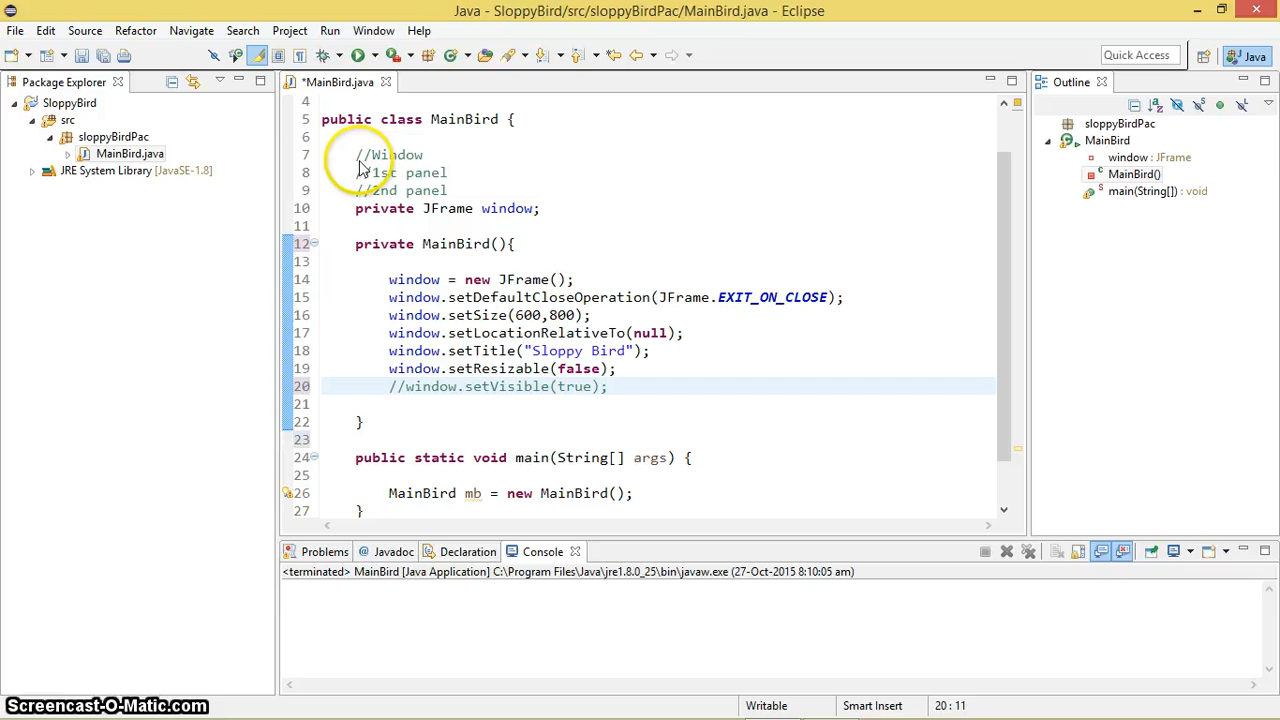 Java - SloppyBird/src/sloppyBirdPac/MainBird.java - Eclipse
File Edit Source Refactor Navigate Search Project Run Window Help
Quick Access
Java
Package Explorer
SloppyBird
src
sloppyBirdPac
MainBird.java
JRE System Library [JavaSE-1.8]
*MainBird.java
4
5 public class MainBird {
6
7 //Window
8 //1st panel
9 //2nd panel
10 private JFrame window;
11
12 private MainBird(){
13
14 window = new JFrame();
15 window.setDefaultCloseOperation(JFrame.EXIT_ON_CLOSE);
16 window.setSize(600,800);
17 window.setLocationRelativeTo(null);
18 window.setTitle("Sloppy Bird");
19 window.setResizable(false);
20 //window.setVisible(true);
21
22 }
23
24 public static void main(String[] args) {
25
26 MainBird mb = new MainBird();
27 }
Outline
sloppyBirdPac
MainBird
window : JFrame
MainBird()
main(String[]) : void
Problems Javadoc Declaration Console
<terminated> MainBird [Java Application] C:\Program Files\Java\jre1.8.0_25\bin\javaw.exe (27-Oct-2015 8:10:05 am)
Screencast-O-Matic.com
Writable Smart Insert 20 : 11